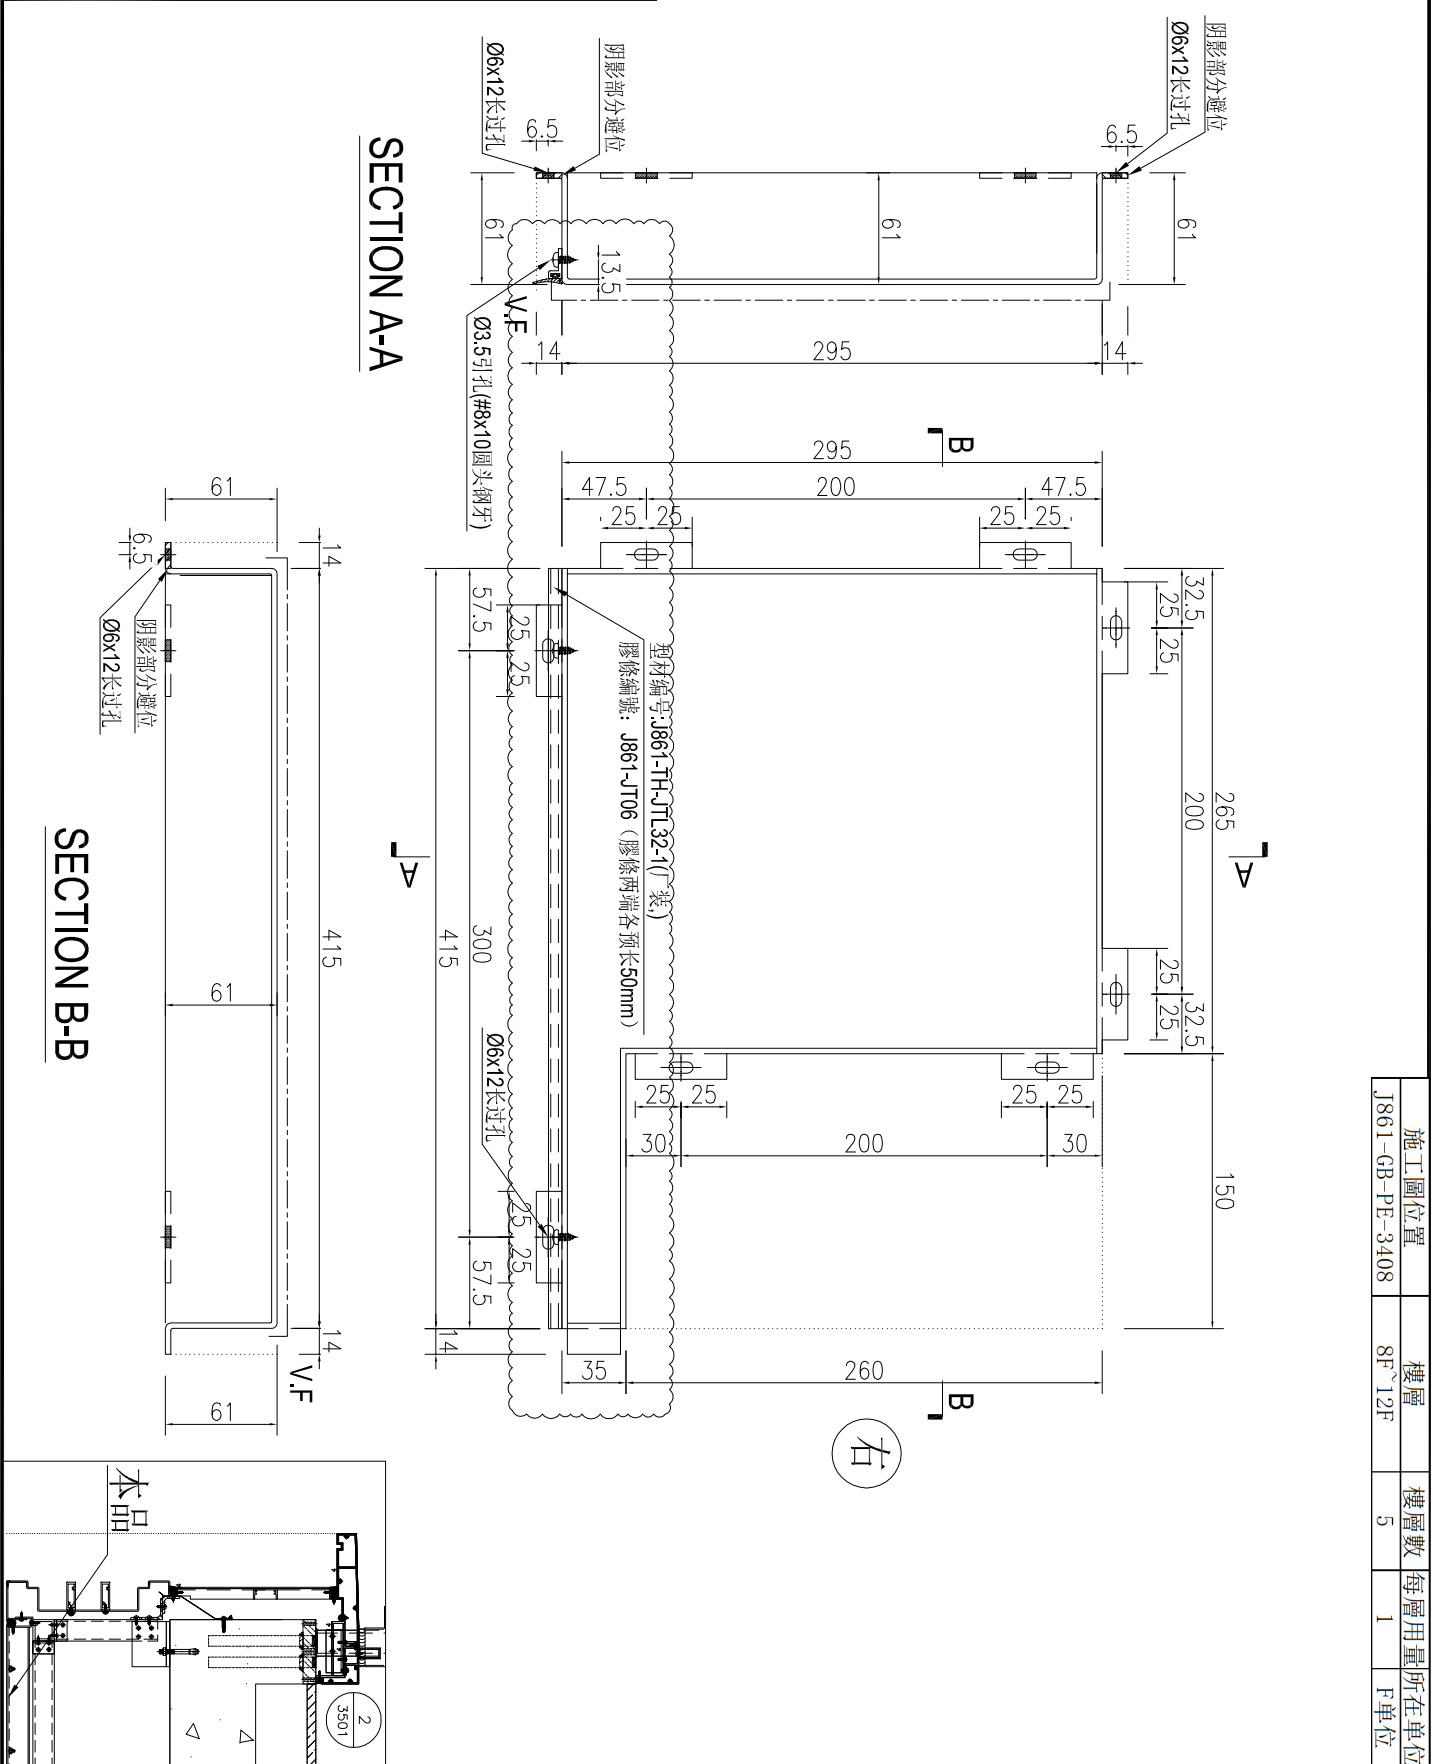 施工圖位置
樓層
樓層數
每層用量
所在单位
J861-GB-PE-3408
8F~12F
5
1
F单位
阴影部分避位
Ø6x12长过孔
6.5
61
14
阴影部分避位
Ø6x12长过孔
6.5
61
61
13.5
V.F
14
295
Ø3.5引孔(#8x10圆头钢牙)
SECTION A-A
B
295
47.5
200
47.5
25
25
25
25
32.5
25
25
265
200
25
25
32.5
150
A
A
57.5
25
25
300
415
25
25
57.5
14
型材编号:J861-TH-JTL32-1(厂装,)
膠條編號：J861-JT06（膠條两端各预长50mm）
Ø6x12长过孔
25
25
25
25
30
200
30
35
260
B
右
61
14
6.5
阴影部分避位
Ø6x12长过孔
415
61
14
V.F
61
SECTION B-B
本品
2
3501